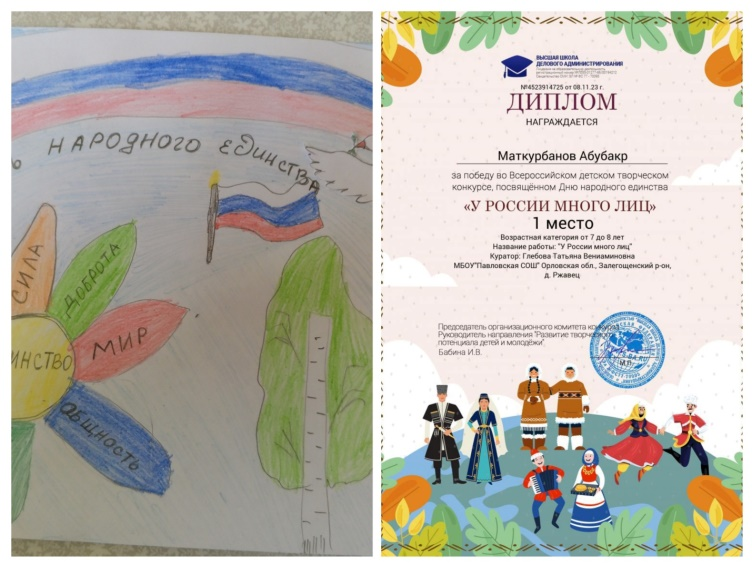 Ь НАРОДНОГО ЕДИНСТВА
СИЛА
ДОБРОТА
МИР
ИНСТВО
ОБЩНОСТЬ
ВЫСШАЯ ШКОЛА
ДЕЛОВОГО АДМИНИСТРИРОВАНИЯ
№4523914725 от 08.11.23 г.
ДИПЛОМ
НАГРАЖДАЕТСЯ
Маткурбанов Абубакр
за победу во Всероссийском детском творческом
конкурсе, посвящённом Дню народного единства
«У РОССИИ МНОГО ЛИЦ»
1 место
Возрастная категория от 7 до 8 лет
Название работы: "У России много лиц"
Куратор: Глебова Татьяна Вениаминовна
МБОУ"Павловская СОШ" Орловская обл., Залегощенский р-он,
д. Ржавец
Председатель организационного комитета конкурса
Руководитель направления "Развитие творческого
потенциала детей и молодёжи"
Бабина И.В.
М.П.